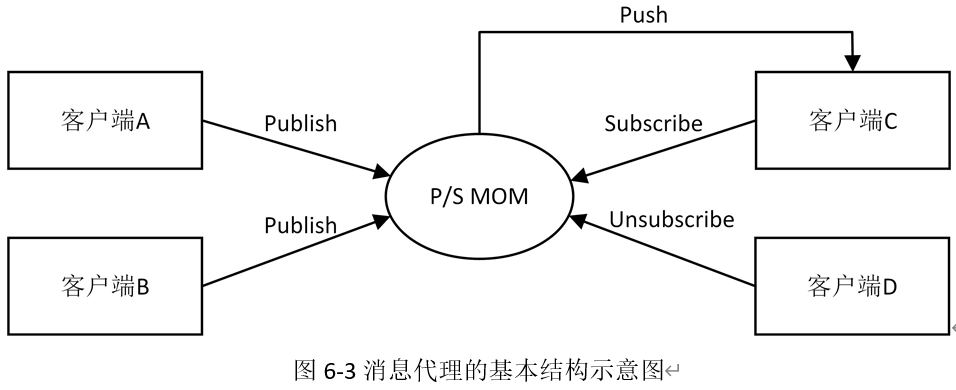 Push
客户端A
Publish
Subscribe
客户端C
P/S MOM
客户端B
Publish
Unsubscribe
客户端D
图 6-3 消息代理的基本结构示意图